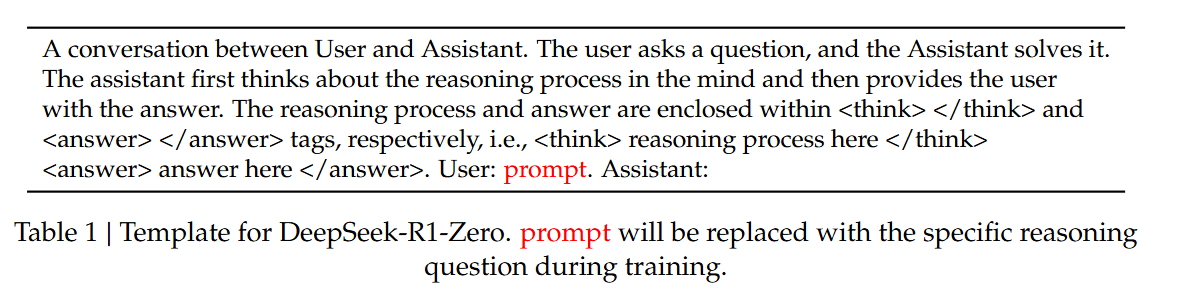 A conversation between User and Assistant. The user asks a question, and the Assistant solves it.
The assistant first thinks about the reasoning process in the mind and then provides the user
with the answer. The reasoning process and answer are enclosed within <think> </think> and
<answer> </answer> tags, respectively, i.e., <think> reasoning process here </think>
<answer> answer here </answer>. User: prompt. Assistant:
Table 1 | Template for DeepSeek-R1-Zero. prompt will be replaced with the specific reasoning
question during training.